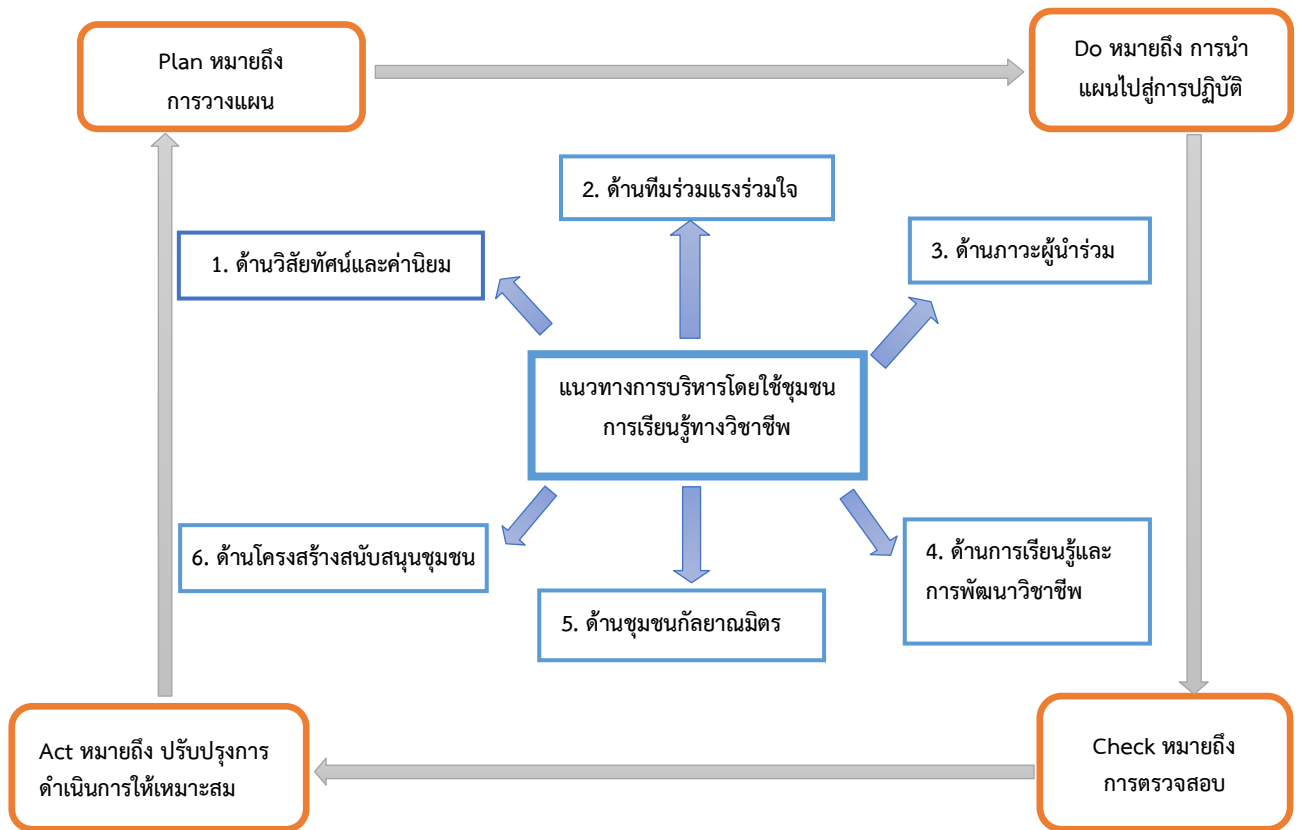 Plan หมายถึง
การวางแผน
Do หมายถึง การนำ
แผนไปสู่การปฏิบัติ
2. ด้านทีมร่วมแรงร่วมใจ
1. ด้านวิสัยทัศน์และค่านิยม
3. ด้านภาวะผู้นำร่วม
แนวทางการบริหารโดยใช้ชุมชน
การเรียนรู้ทางวิชาชีพ
6. ด้านโครงสร้างสนับสนุนชุมชน
4. ด้านการเรียนรู้และ
การพัฒนาวิชาชีพ
5. ด้านชุมชนกัลยาณมิตร
Act หมายถึง ปรับปรุงการ
ดำเนินการให้เหมาะสม
Check หมายถึง
การตรวจสอบ